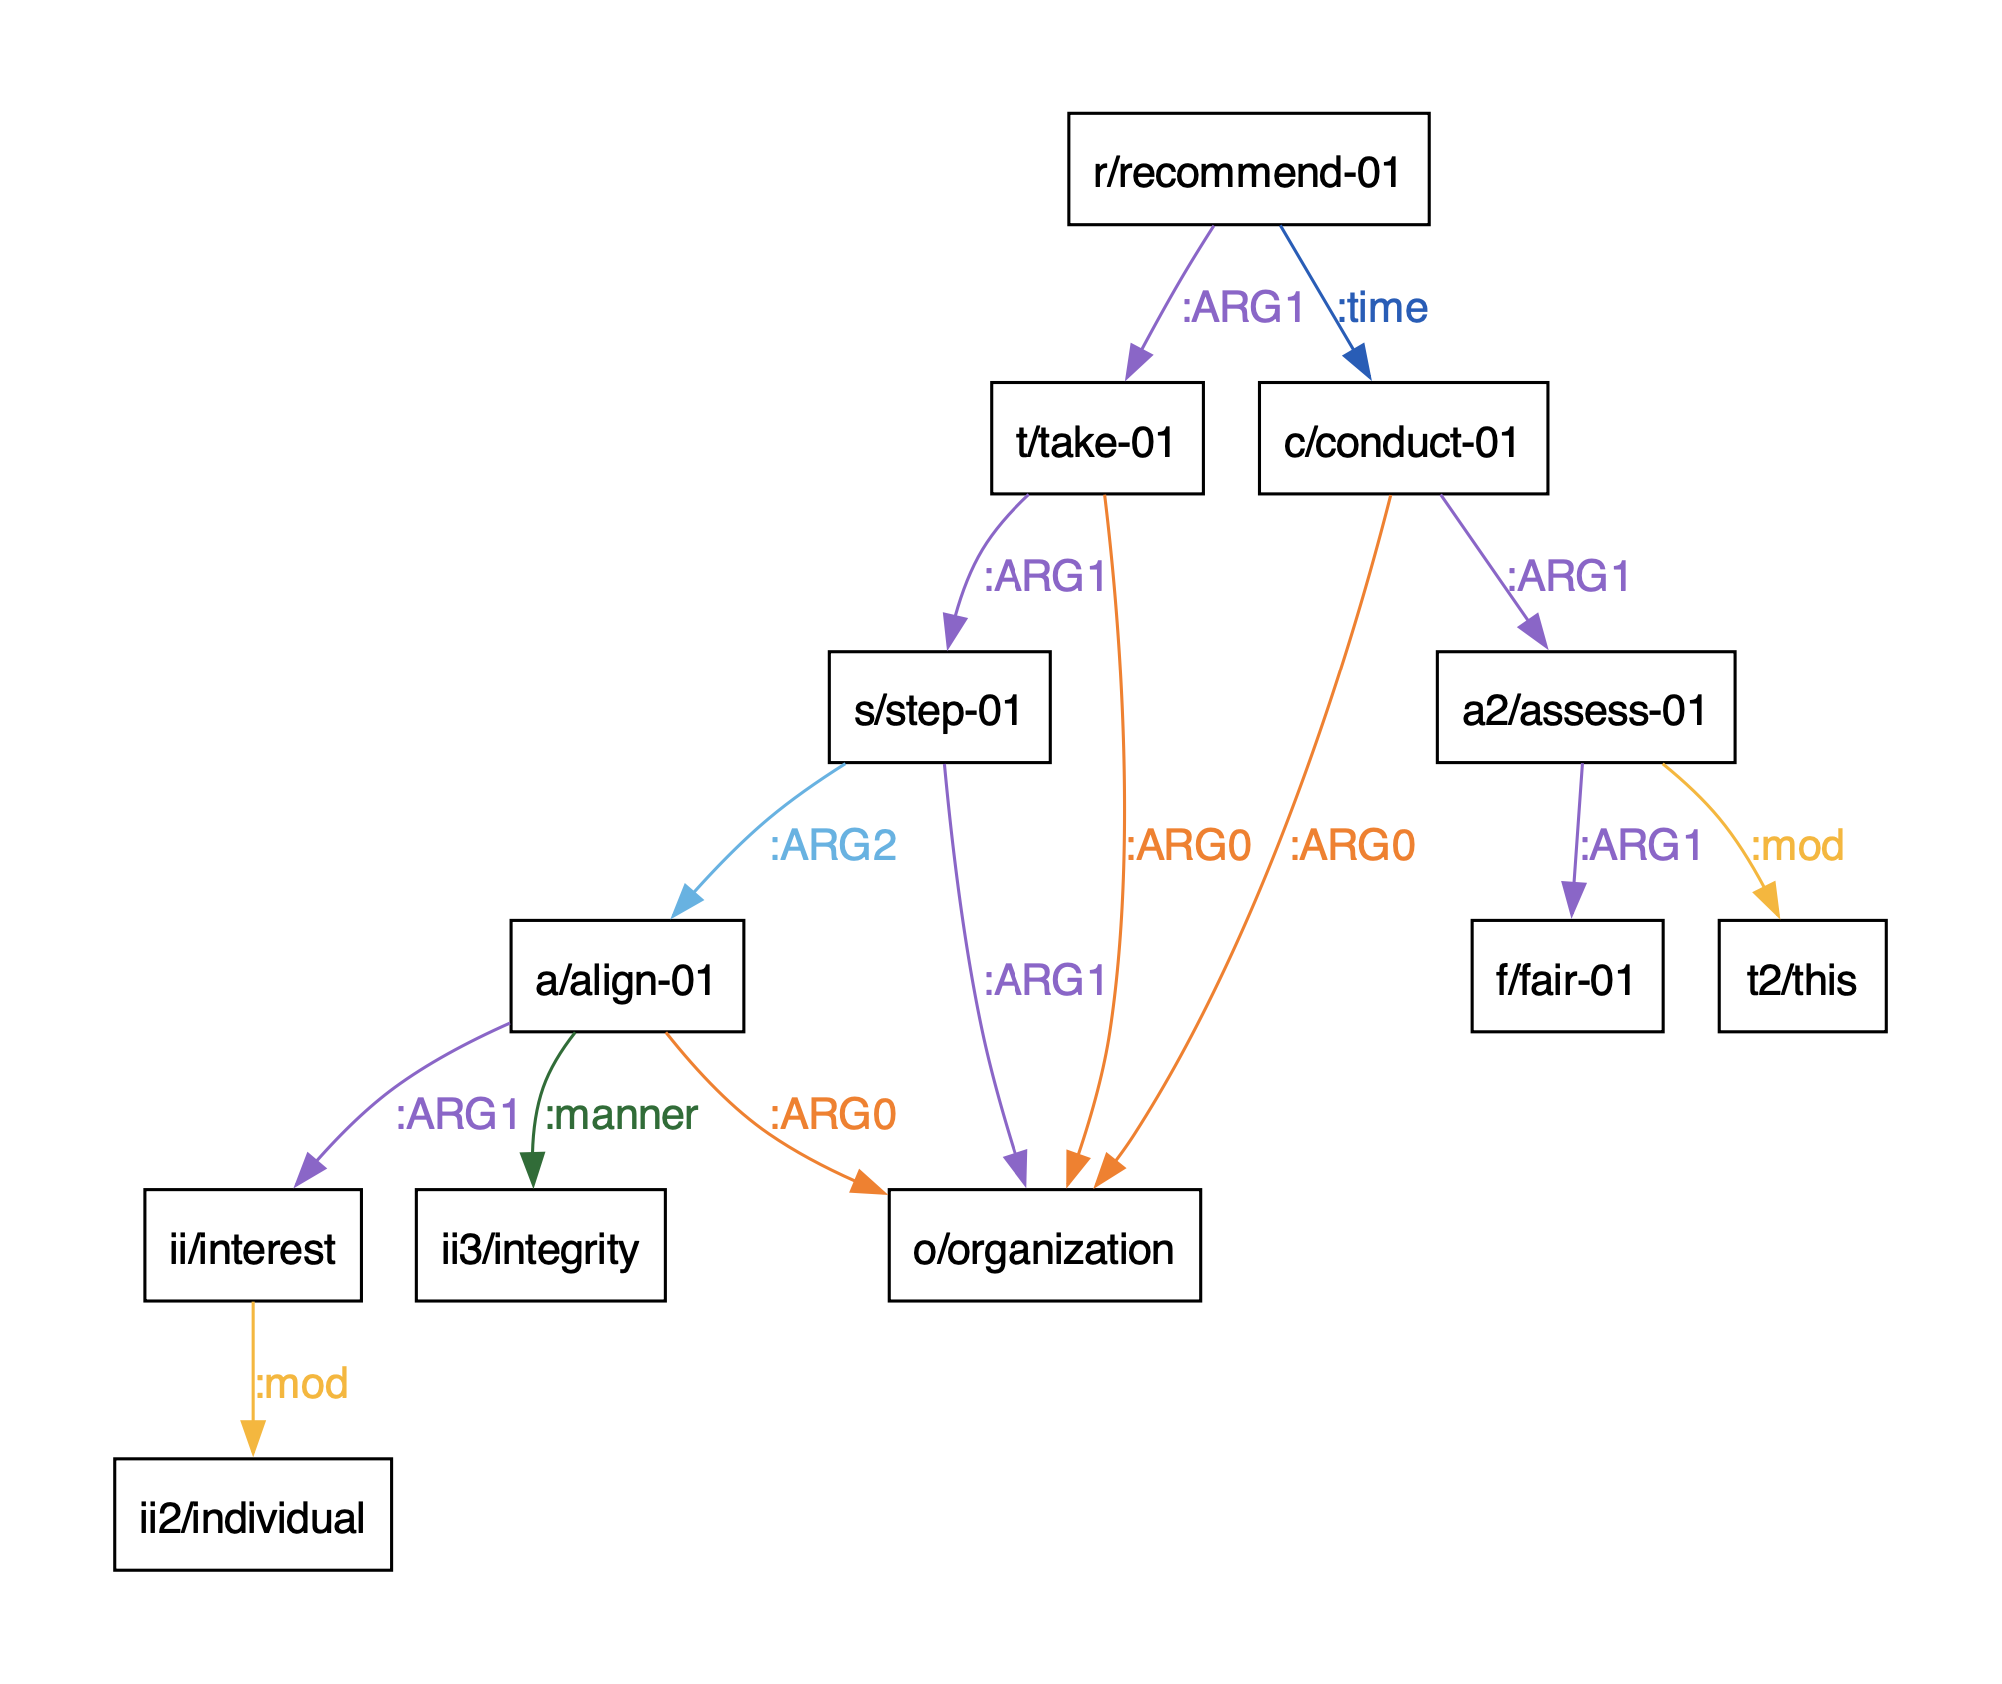 r/recommend-01
:ARG1 :time
t/take-01 c/conduct-01
:ARG1 :ARG1
s/step-01 a2/assess-01
:ARG2 :ARG0 :ARG0 :ARG1 :mod
a/align-01 :ARG1 f/fair-01 t2/this
:ARG1 :manner :ARG0
ii/interest ii3/integrity o/organization
:mod
ii2/individual